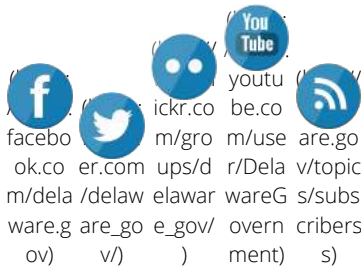 You
Tube
( : ( : ( / / ( : ( /
facebo
ok.co
m/dela
ware.g
ov)
er.com
/delaw
are_go
v/)
ickr.co
m/gro
ups/d
elawar
e_gov/
)
youtu
be.co
m/use
r/Dela
wareG
overn
ment)
are.go
v/topic
s/subs
cribers
s)